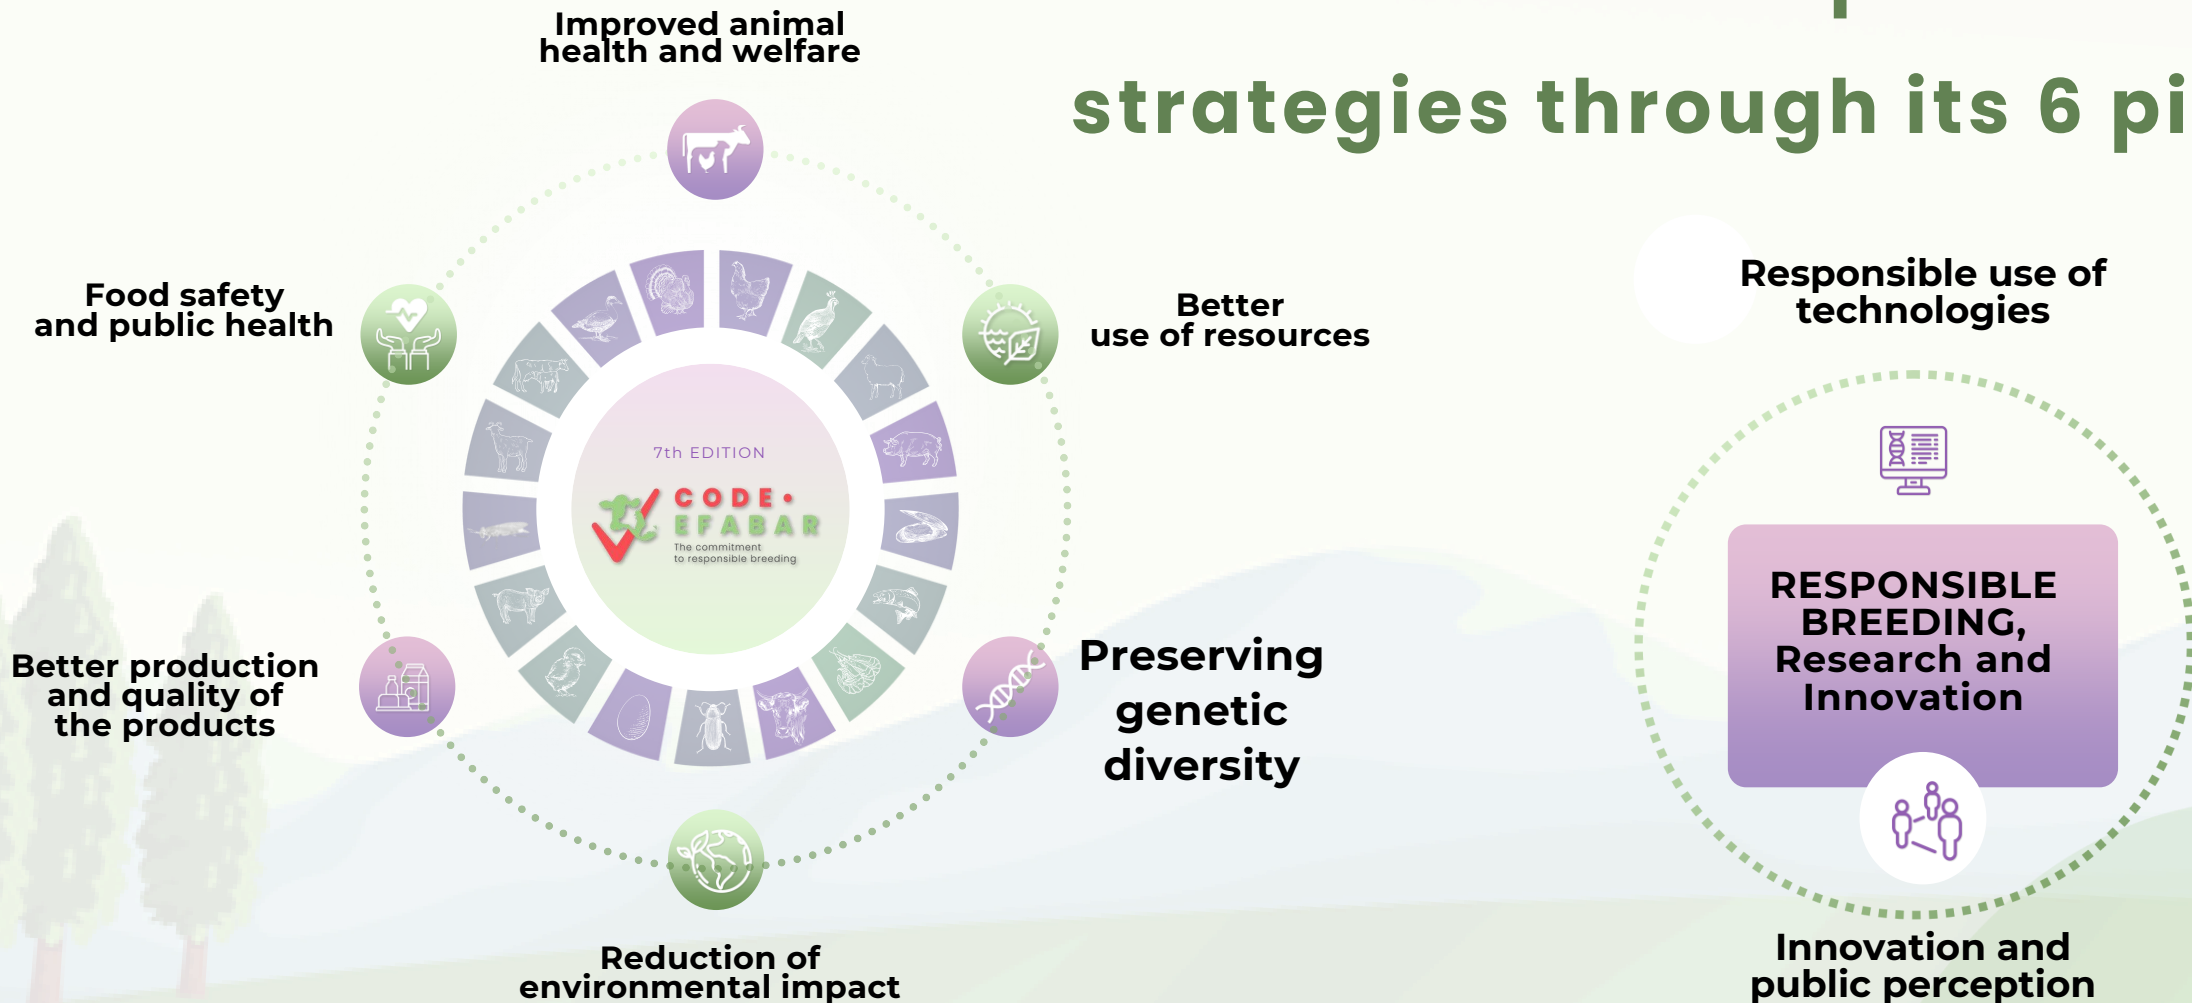 strategies through its 6 pi
Improved animal
health and welfare
Food safety
and public health
Better
use of resources
7th EDITION
CODE•
EFABAR
The commitment
to responsible breeding
Better production
and quality of
the products
Preserving
genetic
diversity
Reduction of
environmental impact
Responsible use of
technologies
RESPONSIBLE
BREEDING,
Research and
Innovation
Innovation and
public perception